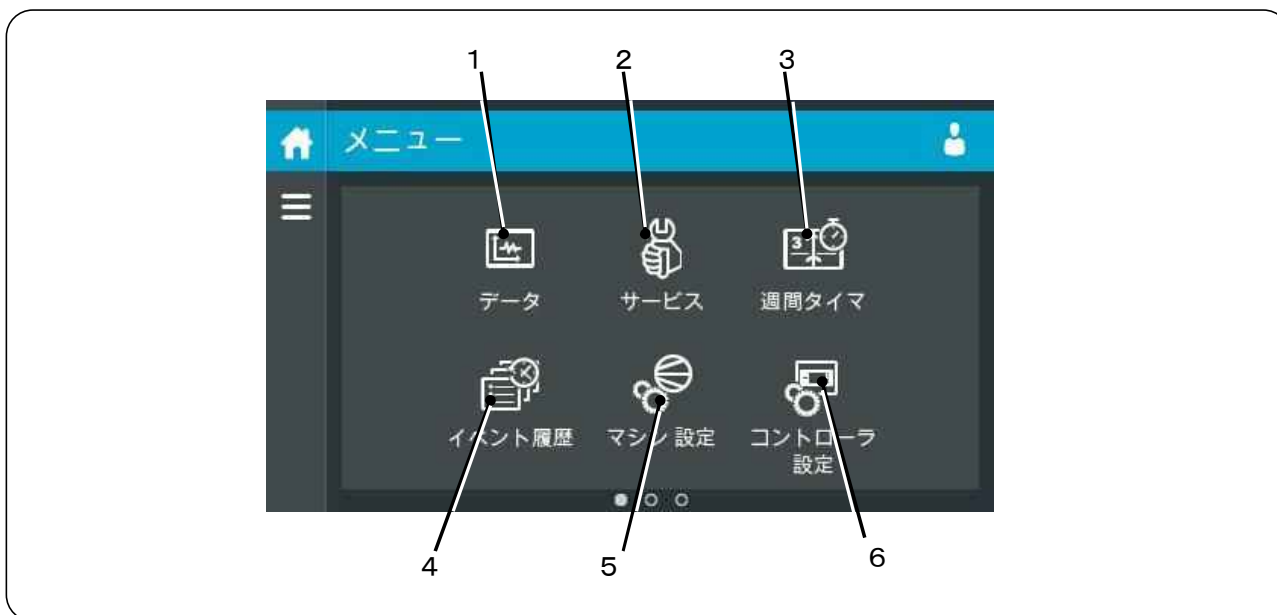 1 2 3
メニュー
データ サービス 週間タイマ
イベント履歴 マシン 設定 コントローラ
設定
4 5 6